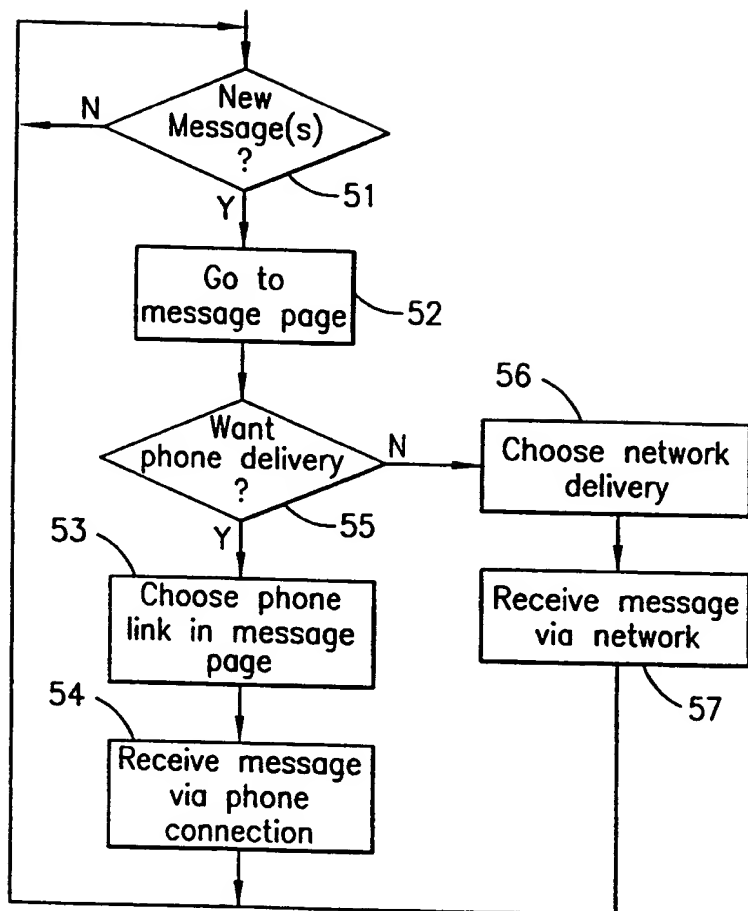 New
Message(s)
?
N
51
Y
Go to
message page
52
Want
phone delivery
?
N
55
Y
56
Choose network
delivery
53
Choose phone
link in message
page
Receive message
via network
57
54
Receive message
via phone
connection